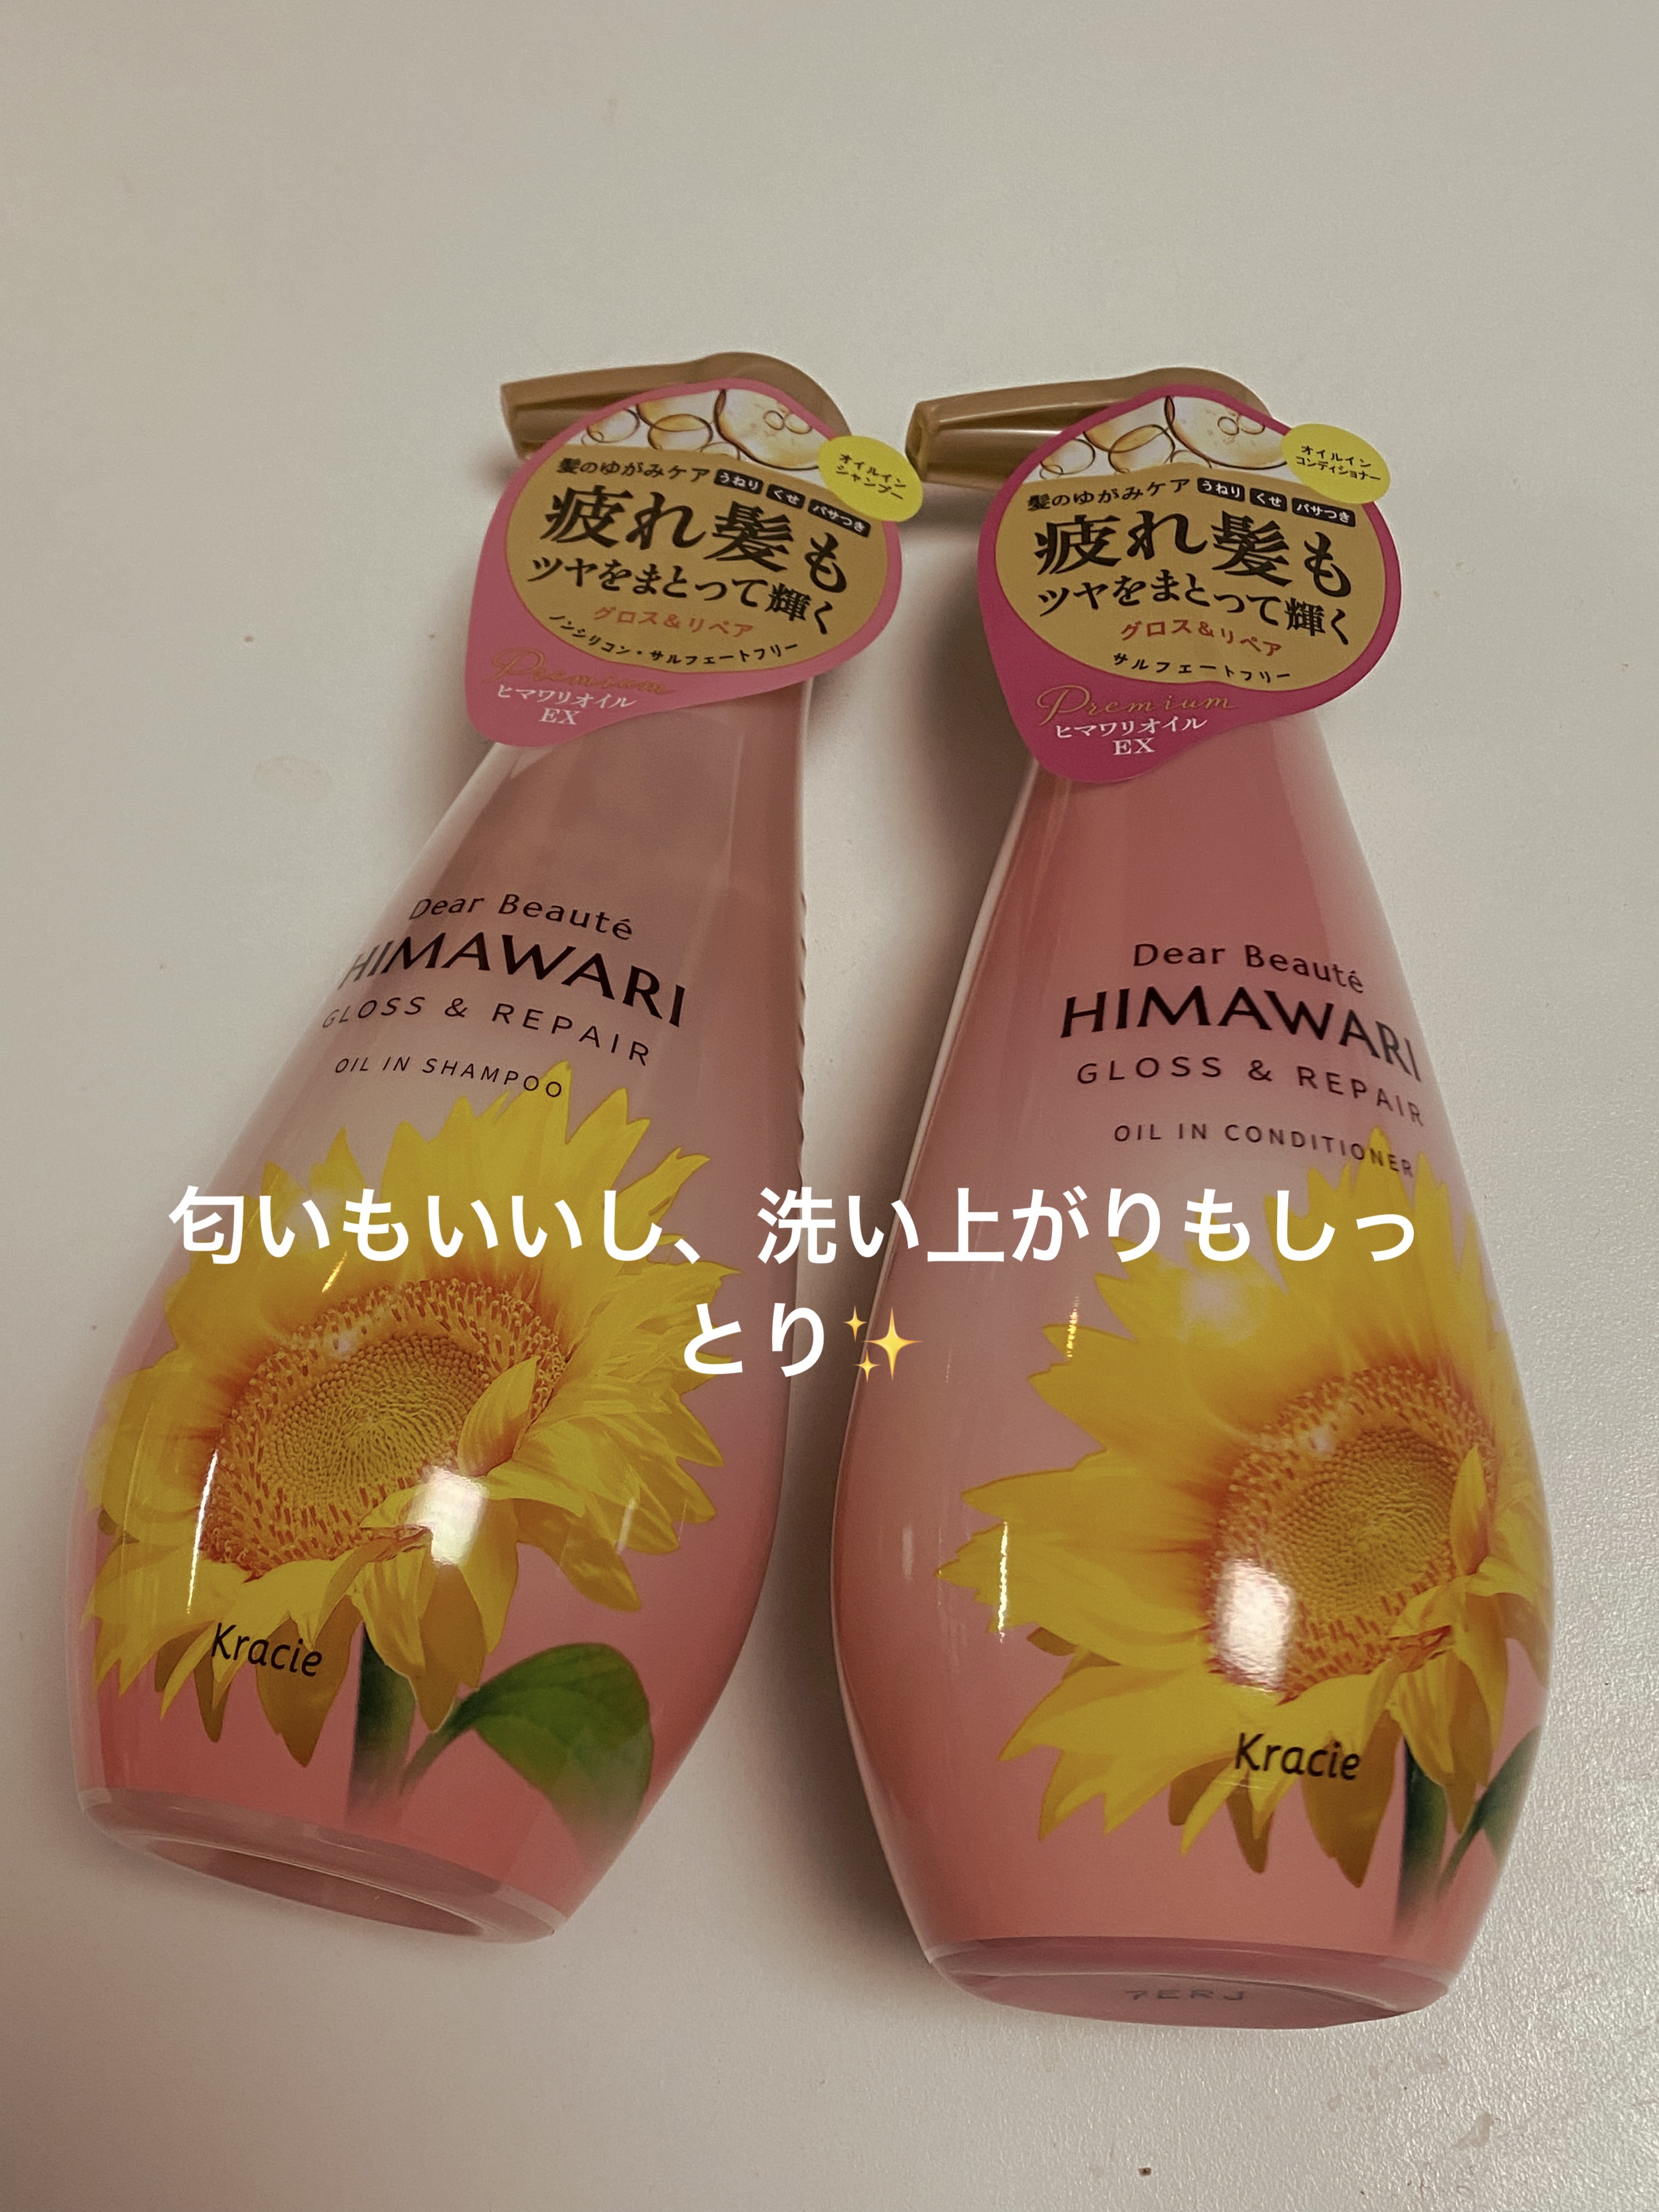 オイルイン
シャンプー
髪のゆがみケア うねり くせ パサつき
疲れ髪も
ツヤをまとって輝く
グロス&リペア
ノンシリコン・サルフェートフリー
Premium
ヒマワリオイル
EX
Dear Beauté
HIMAWARI
GLOSS & REPAIR
OIL IN SHAMPOO
Kracie
オイルイン
コンディショナー
髪のゆがみケア うねり くせ パサつき
疲れ髪も
ツヤをまとって輝く
グロス&リペア
サルフェートフリー
Premium
ヒマワリオイル
EX
Dear Beauté
HIMAWARI
GLOSS & REPAIR
OIL IN CONDITIONER
Kracie
7ERJ
匂いもいいし、洗い上がりもしっ
とり✨